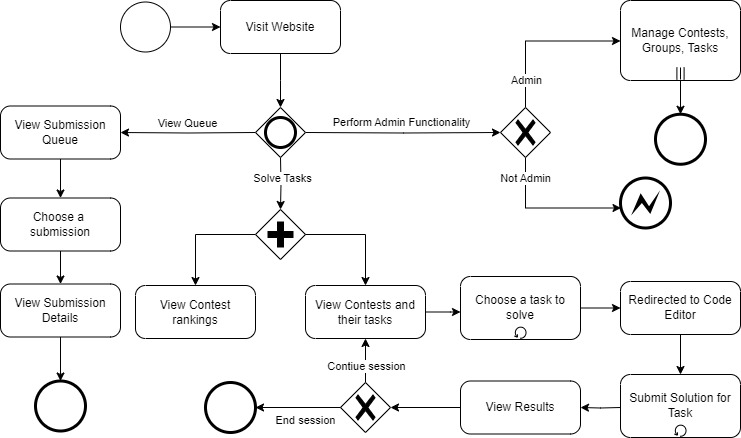 Visit Website
Manage Contests,
Groups, Tasks
Admin
View Submission
Queue
View Queue
Perform Admin Functionality
Solve Tasks
Not Admin
Choose a
submission
View Submission
Details
View Contest
rankings
View Contests and
their tasks
Choose a task to
solve
Redirected to Code
Editor
Contiue session
End session
View Results
Submit Solution for
Task